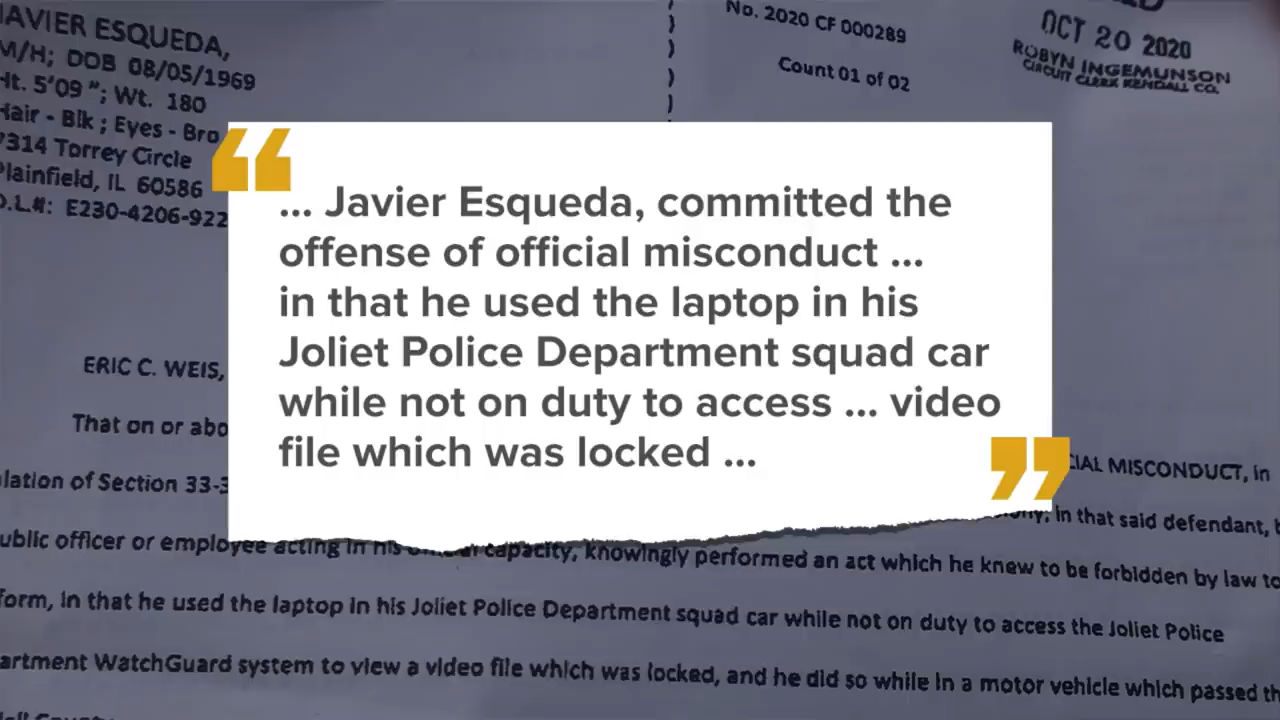 JAVIER ESQUEDA,
M/H; DOB 08/05/1969
Ht. 5'09 "; Wt. 180
Hair - Blk ; Eyes - Bro
7314 Torrey Circle
Plainfield, IL 60586
D.L.#: E230-4206-922
No. 2020 CF 000289
Count 01 of 02
OCT 20 2020
ROBYN INGEMUNSON
CIRCUIT CLERK KENDALL CO.
“
... Javier Esqueda, committed the
offense of official misconduct ...
in that he used the laptop in his
Joliet Police Department squad car
while not on duty to access ... video
file which was locked ...
”
ERIC C. WEIS,
That on or abo
lation of Section 33-3
CIAL MISCONDUCT, in
in that said defendant, b
ublic officer or employee acting in his official capacity, knowingly performed an act which he knew to be forbidden by law to
form, in that he used the laptop in his Joliet Police Department squad car while not on duty to access the Joliet Police
artment WatchGuard system to view a video file which was locked, and he did so while in a motor vehicle which passed th